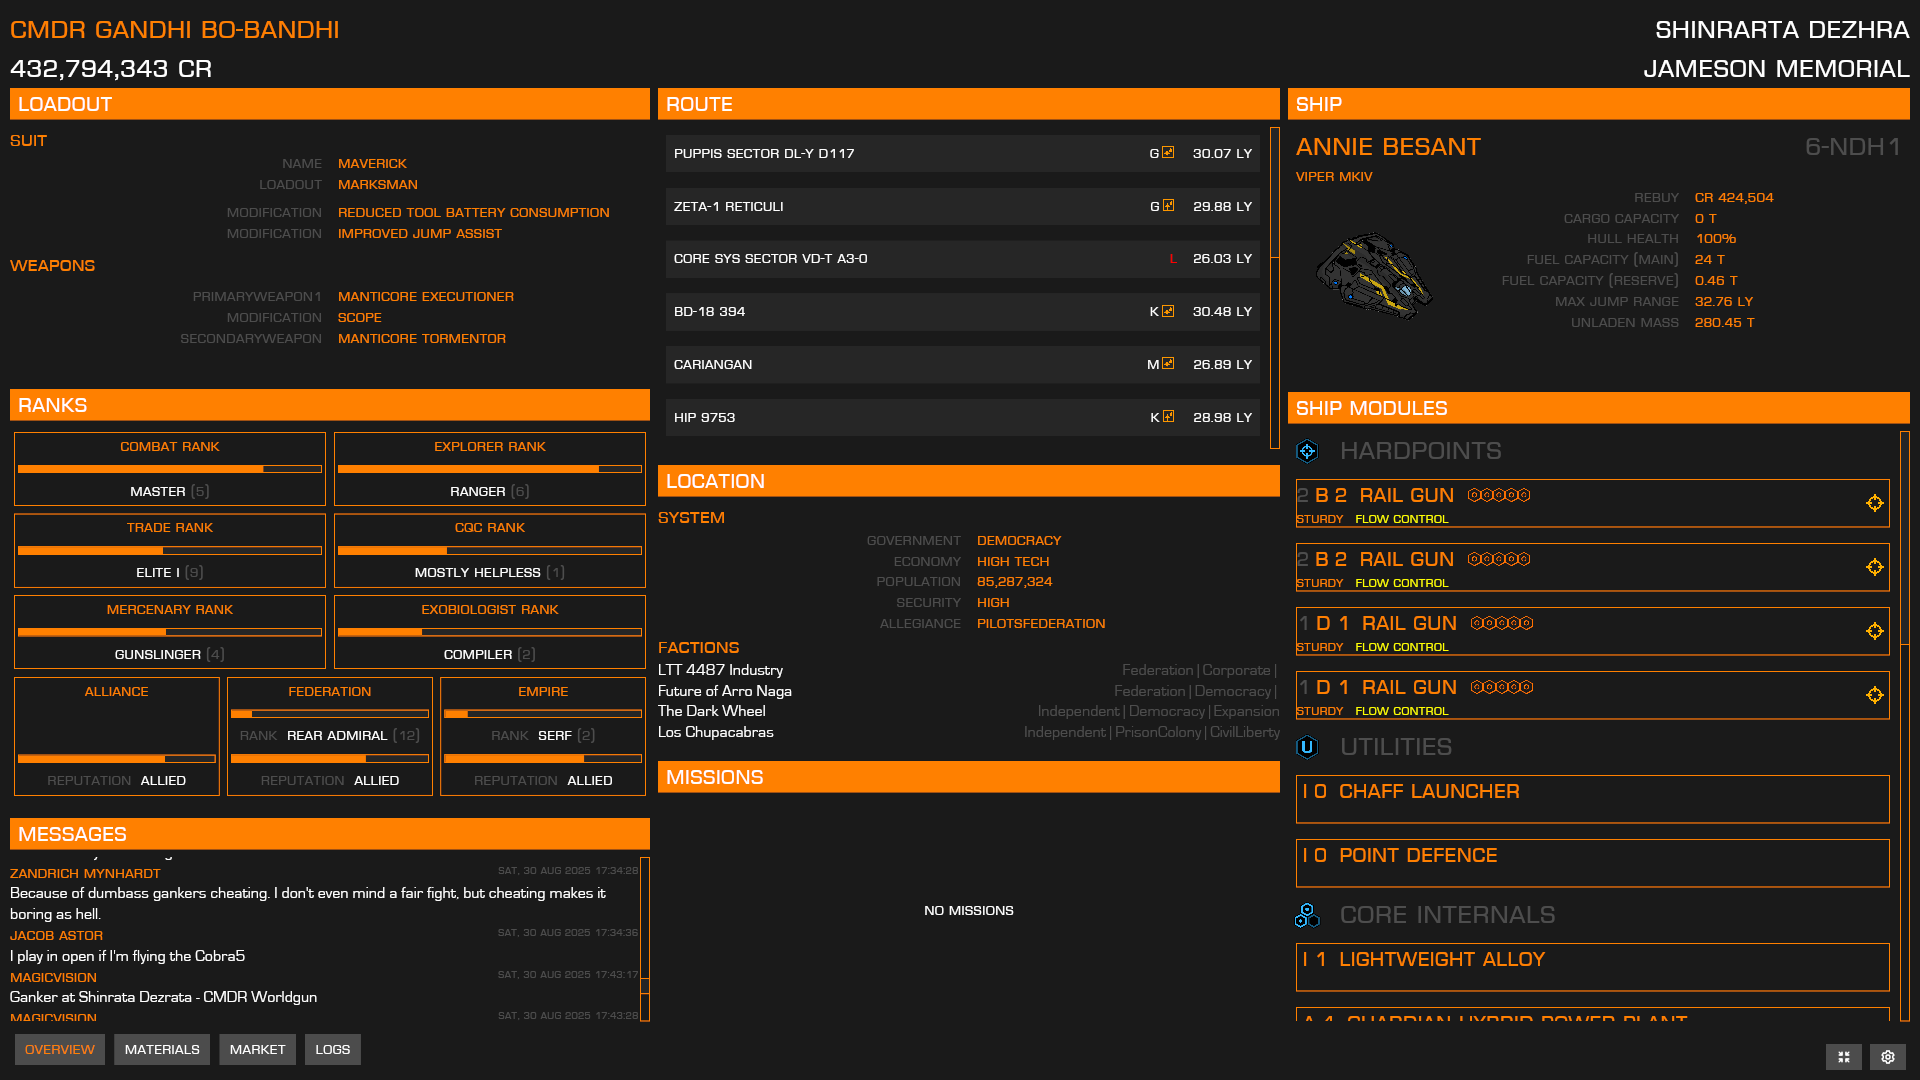 CMDR GANDHI BO-BANDHI
432,794,343 CR
SHINRARTA DEZHRA
JAMESON MEMORIAL
LOADOUT
SUIT
NAME MAVERICK
LOADOUT MARKSMAN
MODIFICATION REDUCED TOOL BATTERY CONSUMPTION
MODIFICATION IMPROVED JUMP ASSIST
WEAPONS
PRIMARYWEAPON1 MANTICORE EXECUTIONER
MODIFICATION SCOPE
SECONDARYWEAPON MANTICORE TORMENTOR
RANKS
COMBAT RANK
MASTER (5)
EXPLORER RANK
RANGER (6)
TRADE RANK
ELITE I (9)
CQC RANK
MOSTLY HELPLESS (1)
MERCENARY RANK
GUNSLINGER (4)
EXOBIOLOGIST RANK
COMPILER (2)
ALLIANCE
REPUTATION ALLIED
FEDERATION
RANK REAR ADMIRAL (12)
REPUTATION ALLIED
EMPIRE
RANK SERF (2)
REPUTATION ALLIED
MESSAGES
ZANDRICH MYNHARDT SAT, 30 AUG 2025 17:34:28
Because of dumbass gankers cheating. I don't even mind a fair fight, but cheating makes it
boring as hell.
JACOB ASTOR SAT, 30 AUG 2025 17:34:36
I play in open if I'm flying the Cobra5
MAGICVISION SAT, 30 AUG 2025 17:43:17
Ganker at Shinrata Dezrata - CMDR Worldgun
MAGICVISION SAT, 30 AUG 2025 17:43:28
ROUTE
PUPPIS SECTOR DL-Y D117 G 30.07 LY
ZETA-1 RETICULI G 29.88 LY
CORE SYS SECTOR VD-T A3-0 L 26.03 LY
BD-18 394 K 30.48 LY
CARIANGAN M 26.89 LY
HIP 9753 K 28.98 LY
LOCATION
SYSTEM
GOVERNMENT DEMOCRACY
ECONOMY HIGH TECH
POPULATION 85,287,324
SECURITY HIGH
ALLEGIANCE PILOTSFEDERATION
FACTIONS
LTT 4487 Industry Federation | Corporate |
Future of Arro Naga Federation | Democracy |
The Dark Wheel Independent | Democracy | Expansion
Los Chupacabras Independent | PrisonColony | CivilLiberty
MISSIONS
NO MISSIONS
SHIP
ANNIE BESANT 6-NDH1
VIPER MKIV
REBUY CR 424,504
CARGO CAPACITY 0 T
HULL HEALTH 100%
FUEL CAPACITY (MAIN) 24 T
FUEL CAPACITY (RESERVE) 0.46 T
MAX JUMP RANGE 32.76 LY
UNLADEN MASS 280.45 T
SHIP MODULES
HARDPOINTS
2 B 2 RAIL GUN
STURDY FLOW CONTROL
2 B 2 RAIL GUN
STURDY FLOW CONTROL
1 D 1 RAIL GUN
STURDY FLOW CONTROL
1 D 1 RAIL GUN
STURDY FLOW CONTROL
U UTILITIES
I 0 CHAFF LAUNCHER
I 0 POINT DEFENCE
CORE INTERNALS
I 1 LIGHTWEIGHT ALLOY
A 4 GUARDIAN HYBRID POWER PLANT
OVERVIEW MATERIALS MARKET LOGS